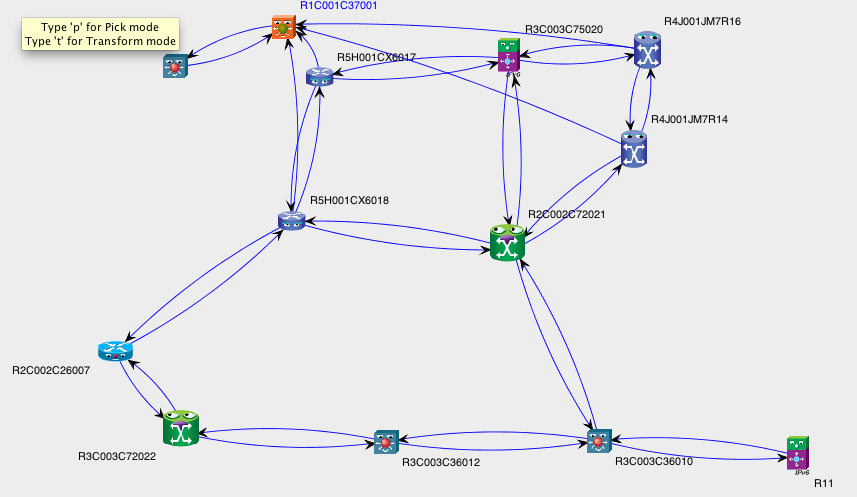 R1C001C37001
Type 'p' for Pick mode
Type 't' for Transform mode
R4J001JM7R16
R3C003C75020
R5H001CX6017
IPv6
R4J001JM7R14
R5H001CX6018
R2C002C72021
R2C002C26007
R3C003C72022
R3C003C36012
R3C003C36010
IPv6
R11